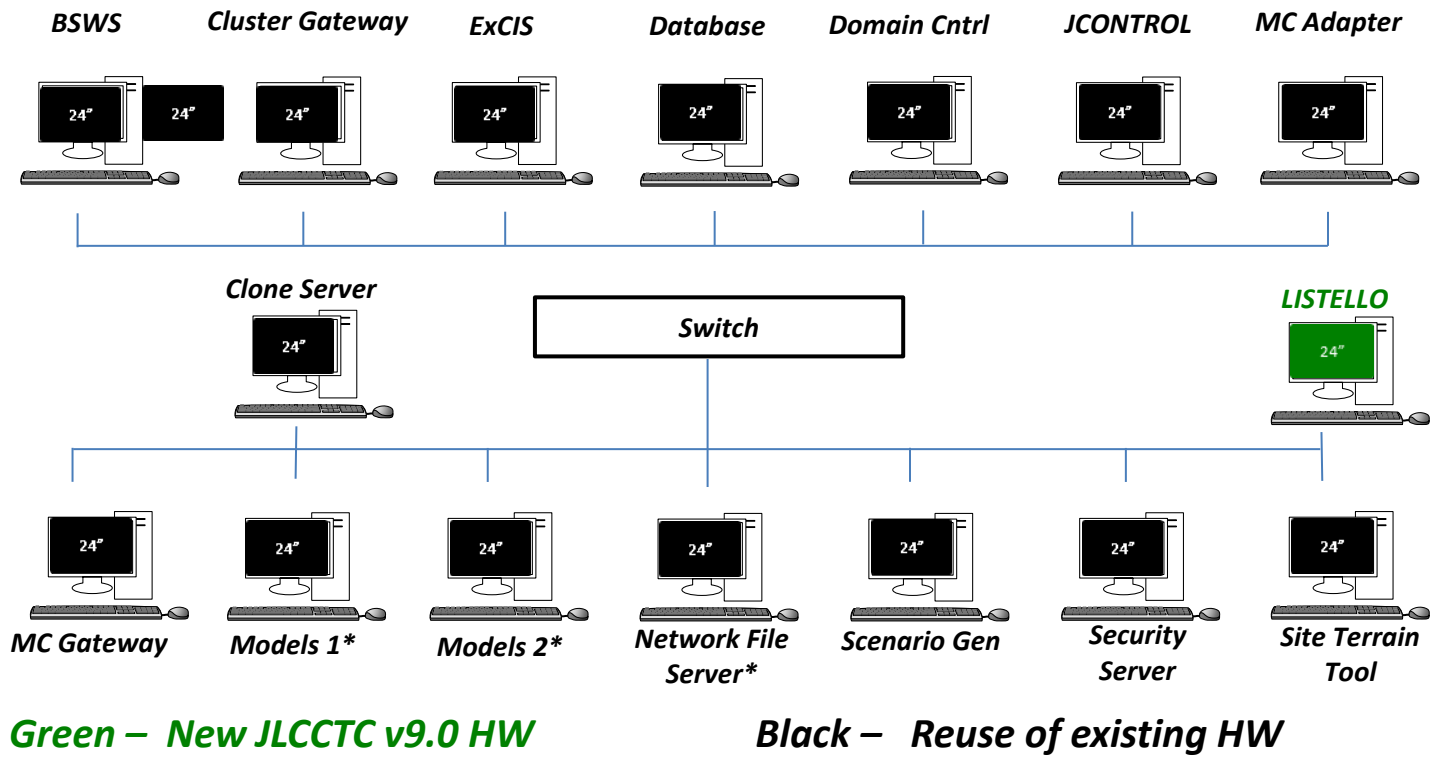 BSWS
Cluster Gateway
ExCIS
Database
Domain Cntrl
JCONTROL
MC Adapter
24”
24”
24”
24”
24”
24”
24”
24”
Clone Server
24”
Switch
LISTELLO
24”
24”
24”
24”
24”
24”
24”
24”
MC Gateway
Models 1*
Models 2*
Network File
Server*
Scenario Gen
Security
Server
Site Terrain
Tool
Green – New JLCCTC v9.0 HW
Black – Reuse of existing HW